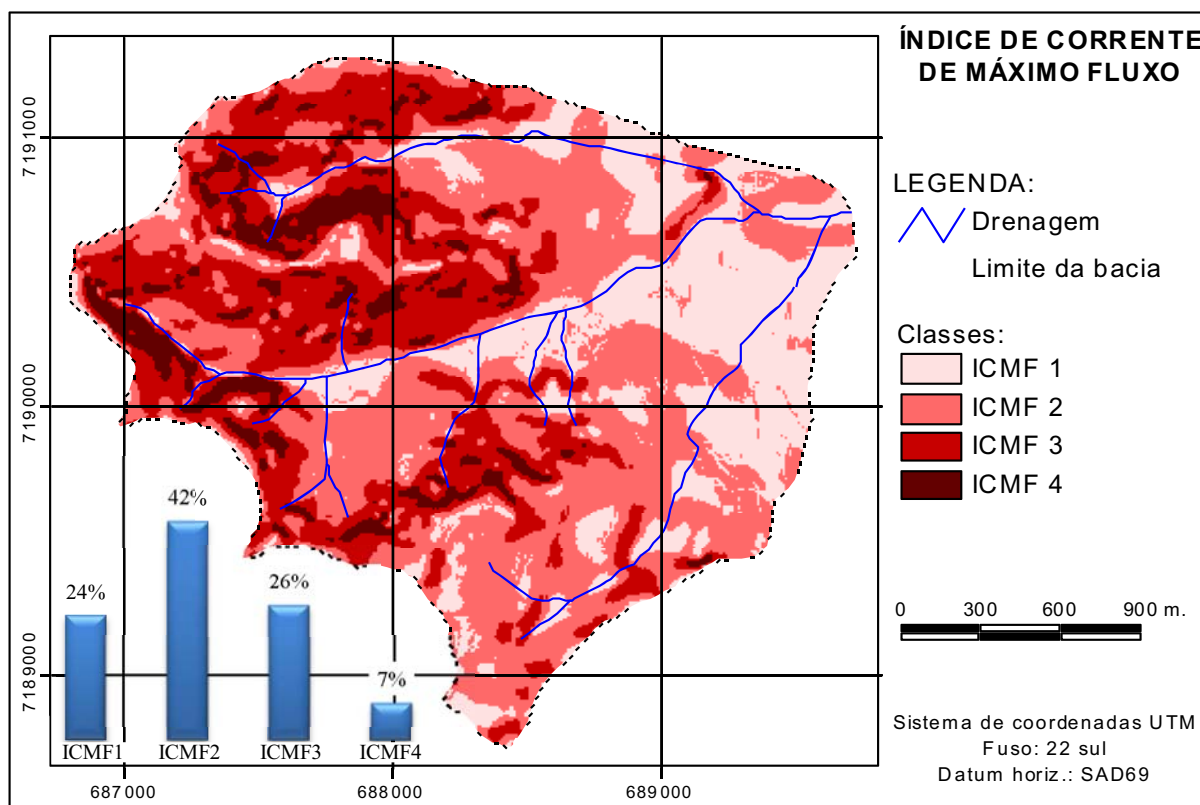 ÍNDICE DE CORRENTE
DE MÁXIMO FLUXO
LEGENDA:
Drenagem
Limite da bacia
Classes:
ICMF 1
ICMF 2
ICMF 3
ICMF 4
0 300 600 900 m.
Sistema de coordenadas UTM
Fuso: 22 sul
Datum horiz.: SAD69
7191000
7190000
7189000
24%
42%
26%
7%
ICMF1 ICMF2 ICMF3 ICMF4
687000 688000 689000